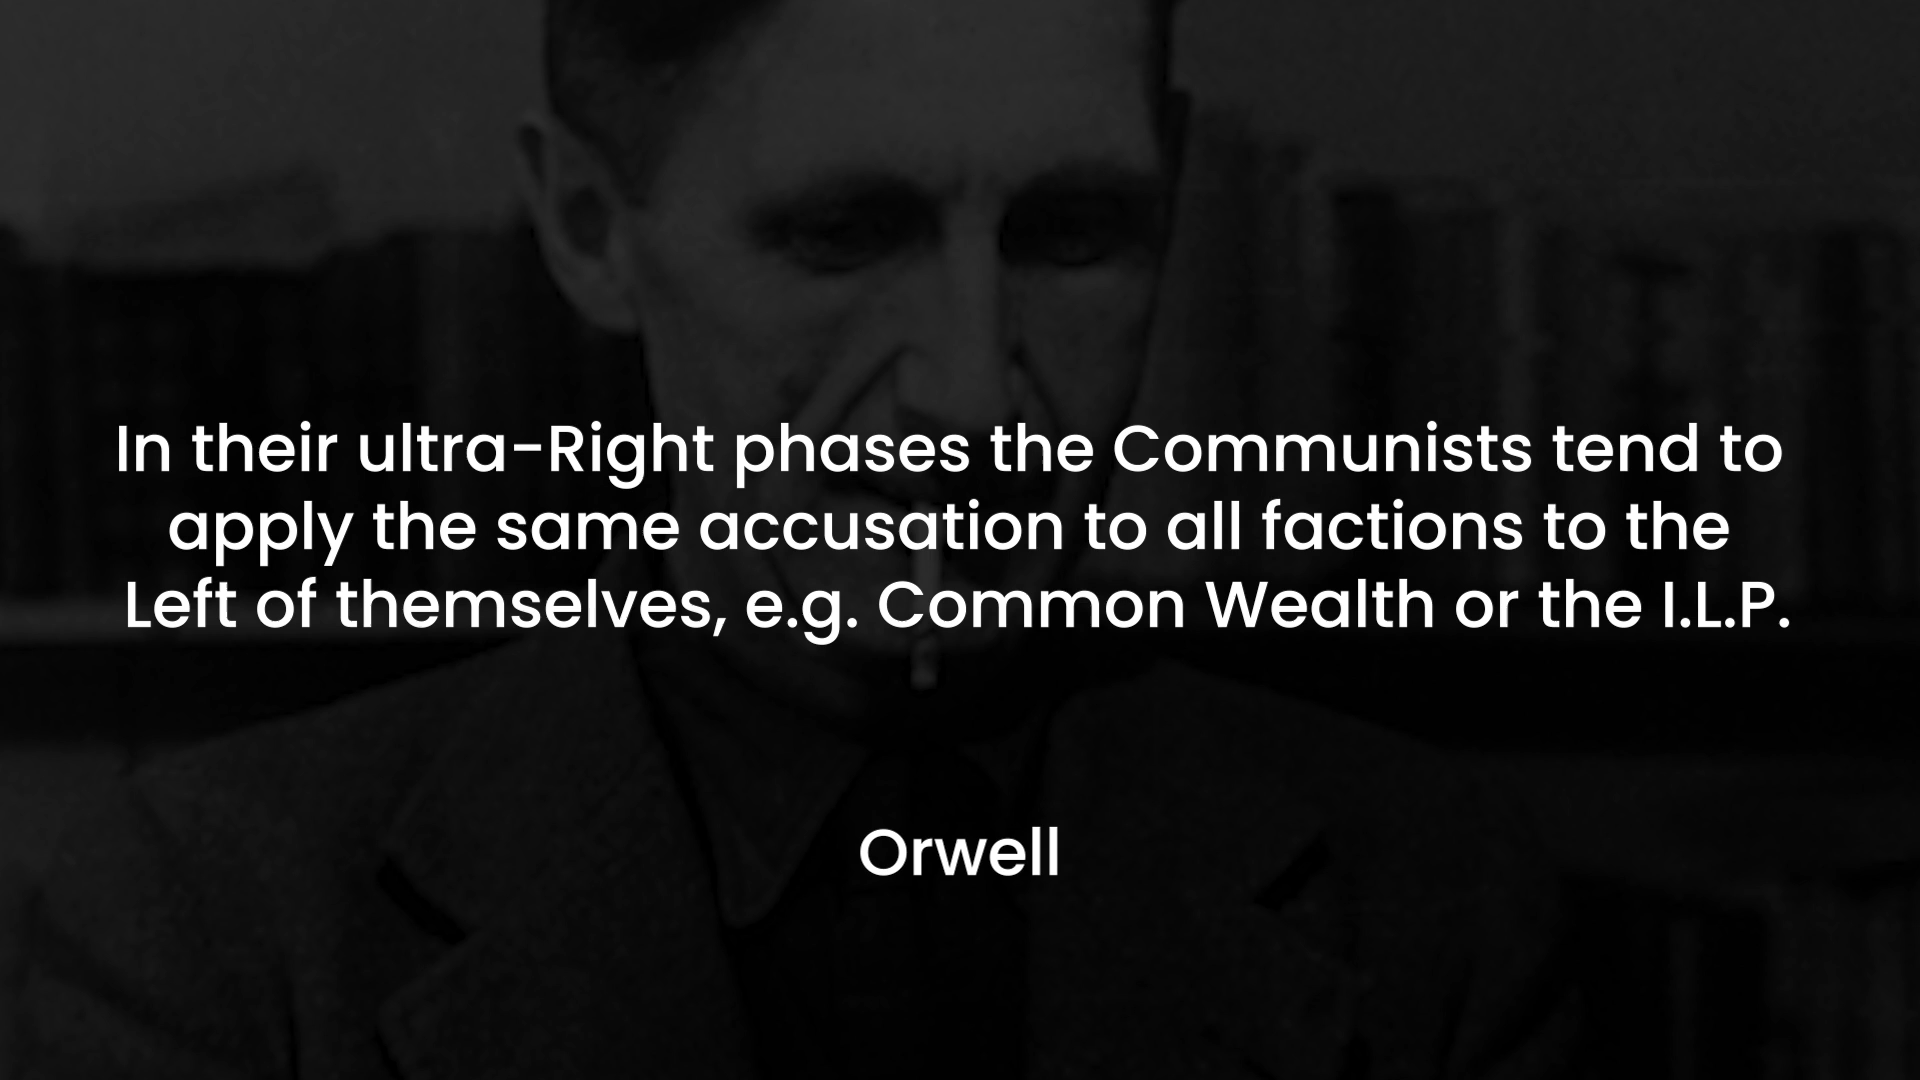 In their ultra-Right phases the Communists tend to
apply the same accusation to all factions to the
Left of themselves, e.g. Common Wealth or the I.L.P.
Orwell